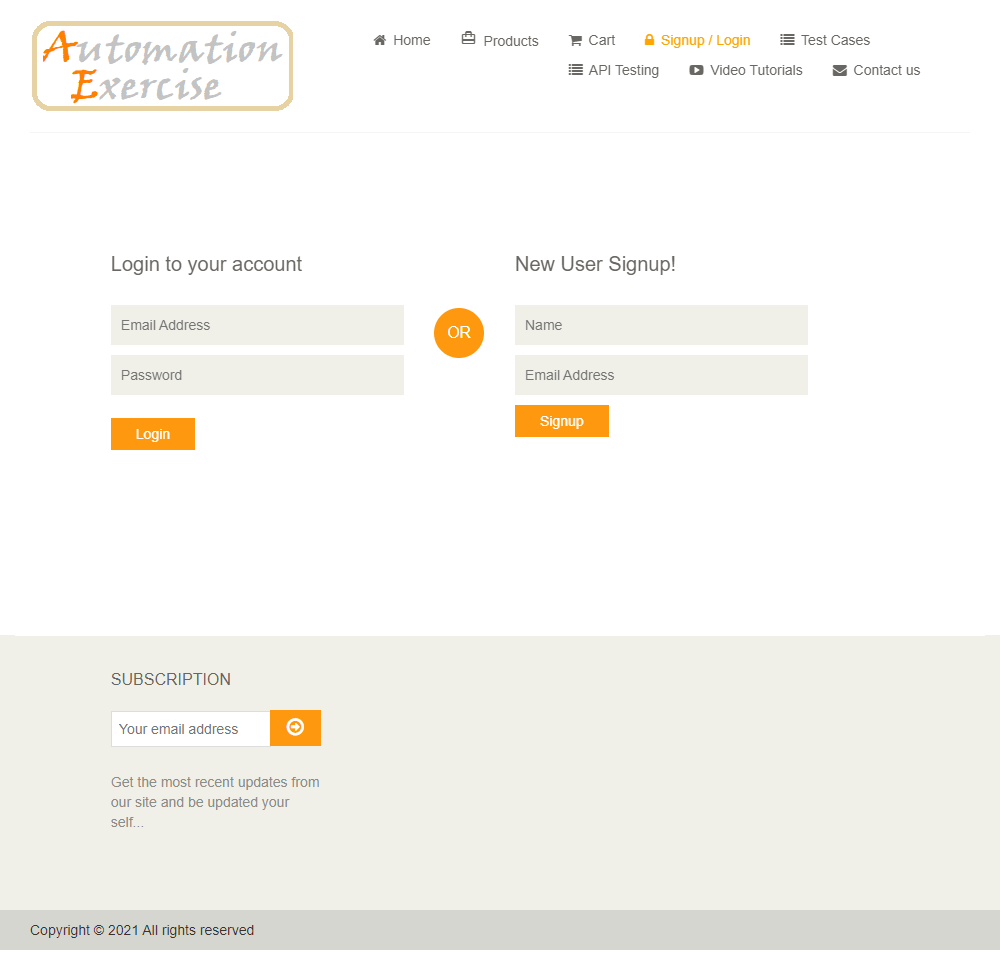 Automation
Exercise
Home
Products
Cart
Signup / Login
Test Cases
API Testing
Video Tutorials
Contact us
Login to your account
Email Address
Password
Login
OR
New User Signup!
Name
Email Address
Signup
SUBSCRIPTION
Your email address
Get the most recent updates from
our site and be updated your
self...
Copyright © 2021 All rights reserved